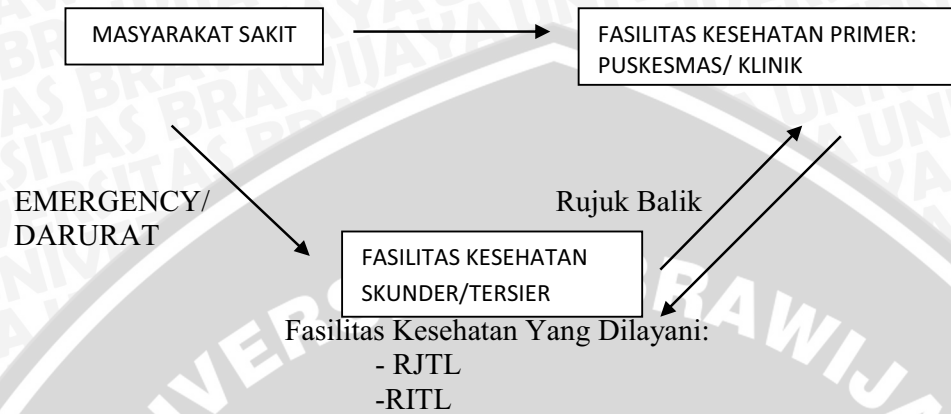 MASYARAKAT SAKIT
FASILITAS KESEHATAN PRIMER:
PUSKESMAS/ KLINIK
EMERGENCY/
DARURAT
Rujuk Balik
FASILITAS KESEHATAN
SKUNDER/TERSIER
Fasilitas Kesehatan Yang Dilayani:
- RJTL
-RITL